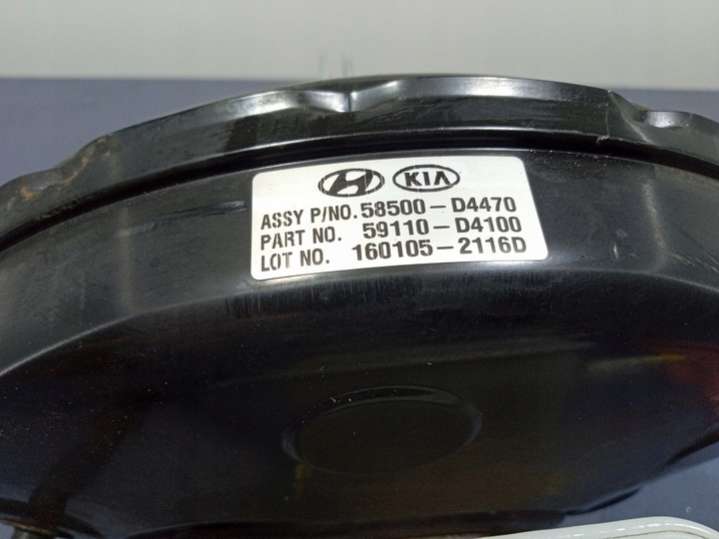 KIA
ASSY P/NO. 58500-D4470
PART NO. 59110-D4100
LOT NO. 160105-2116D